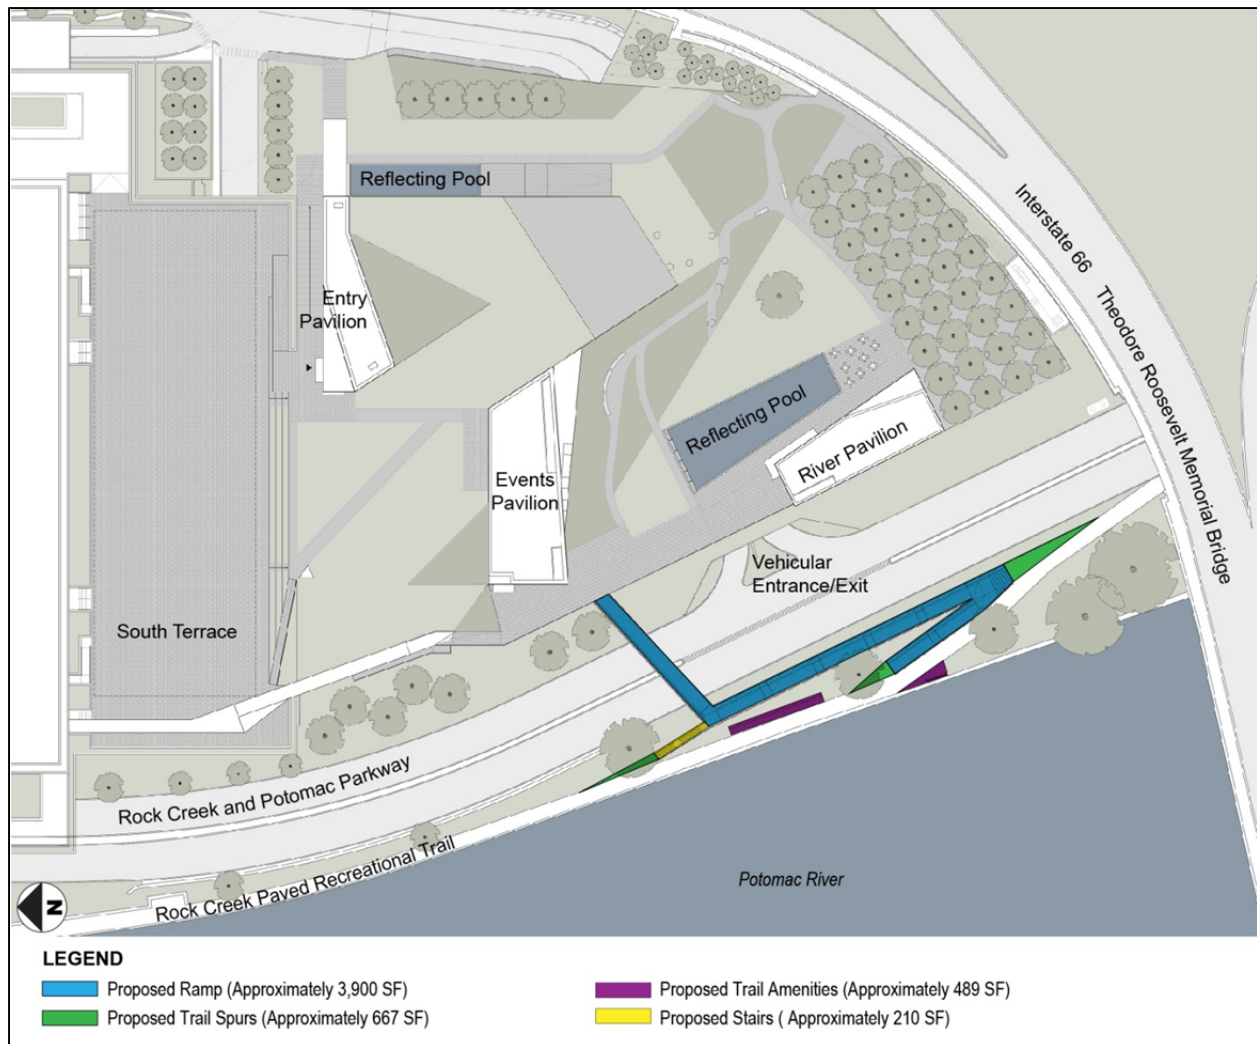 Reflecting Pool
Interstate 66
Theodore Roosevelt Memorial Bridge
Entry
Pavilion
Reflecting Pool
River Pavilion
Events
Pavilion
Vehicular
Entrance/Exit
South Terrace
Rock Creek and Potomac Parkway
Rock Creek Paved Recreational Trail
Potomac River
N
LEGEND
Proposed Ramp (Approximately 3,900 SF)
Proposed Trail Spurs (Approximately 667 SF)
Proposed Trail Amenities (Approximately 489 SF)
Proposed Stairs ( Approximately 210 SF)